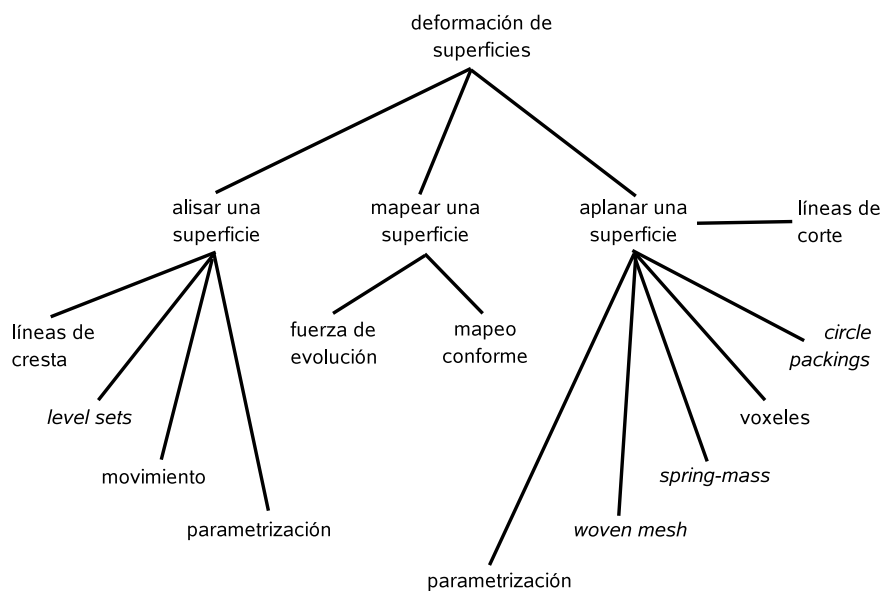 deformación de
superficies
alisar una
superficie
mapear una
superficie
aplanar una
superficie
líneas de
corte
líneas de
cresta
level sets
movimiento
parametrización
fuerza de
evolución
mapeo
conforme
circle
packings
voxeles
spring-mass
woven mesh
parametrización